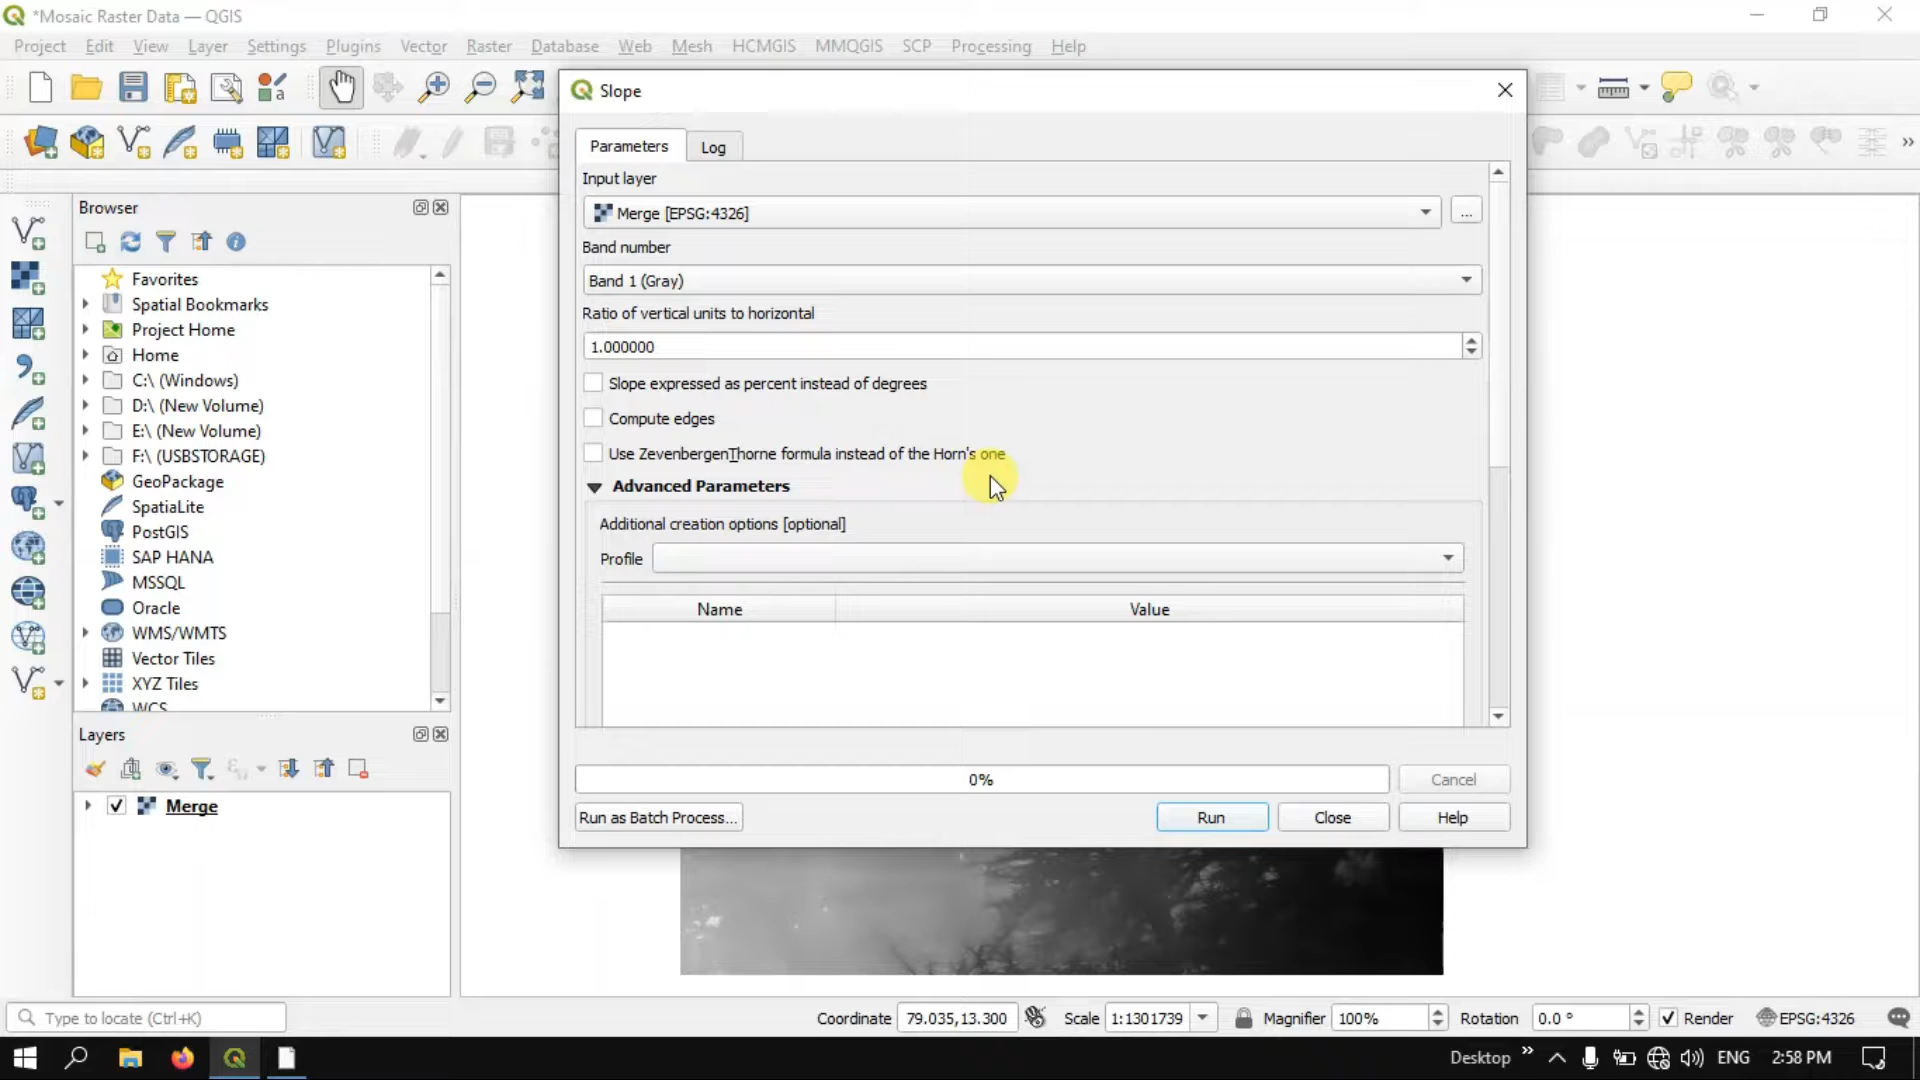 *Mosaic Raster Data — QGIS
Project Edit View Layer Settings Plugins Vector Raster Database Web Mesh HCMGIS MMQGIS SCP Processing Help
Slope
Parameters Log
Input layer
Merge [EPSG:4326] ...
Band number
Band 1 (Gray)
Ratio of vertical units to horizontal
1.000000
Slope expressed as percent instead of degrees
Compute edges
Use ZevenbergenThorne formula instead of the Horn's one
Advanced Parameters
Additional creation options [optional]
Profile
Name Value
0% Cancel
Run as Batch Process... Run Close Help
Browser
Favorites
Spatial Bookmarks
Project Home
Home
C:\ (Windows)
D:\ (New Volume)
E:\ (New Volume)
F:\ (USBSTORAGE)
GeoPackage
SpatiaLite
PostGIS
SAP HANA
MSSQL
Oracle
WMS/WMTS
Vector Tiles
XYZ Tiles
WCS
Layers
Merge
Type to locate (Ctrl+K) Coordinate 79.035,13.300 Scale 1:1301739 Magnifier 100% Rotation 0.0 ° Render EPSG:4326
Desktop » ENG 2:58 PM